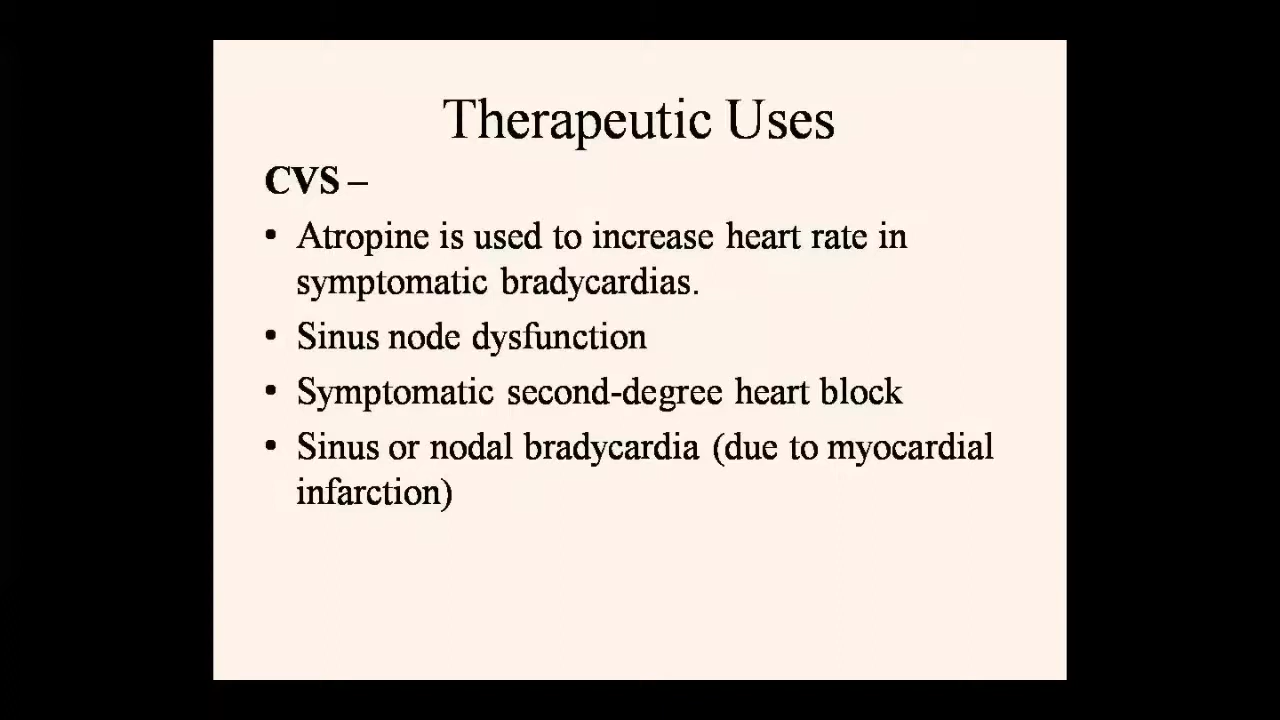 Therapeutic Uses
CVS –
• Atropine is used to increase heart rate in
symptomatic bradycardias.
• Sinus node dysfunction
• Symptomatic second-degree heart block
• Sinus or nodal bradycardia (due to myocardial
infarction)